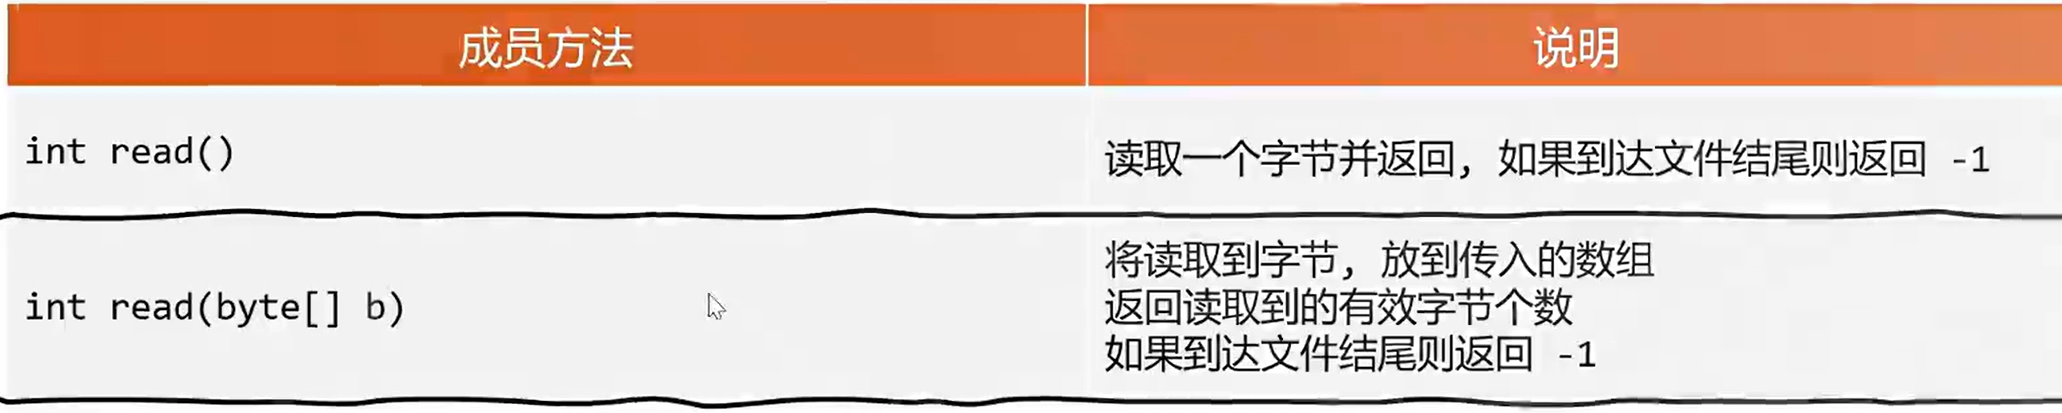 成员方法
说明
int read()
读取一个字节并返回, 如果到达文件结尾则返回 -1
int read(byte[] b)
将读取到字节, 放到传入的数组
返回读取到的有效字节个数
如果到达文件结尾则返回 -1